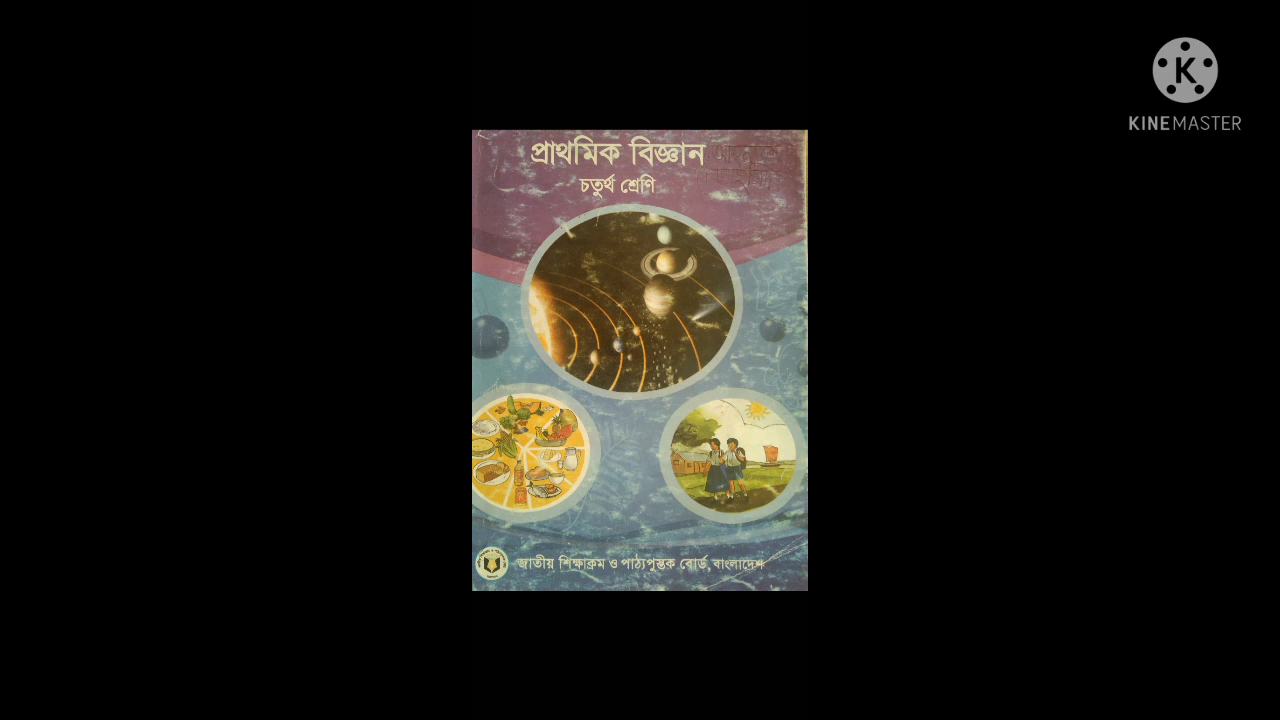 প্রাথমিক বিজ্ঞান
চতুর্থ শ্রেণি
জাতীয় শিক্ষাক্রম ও পাঠ্যপুস্তক বোর্ড, বাংলাদেশ
KINEMASTER